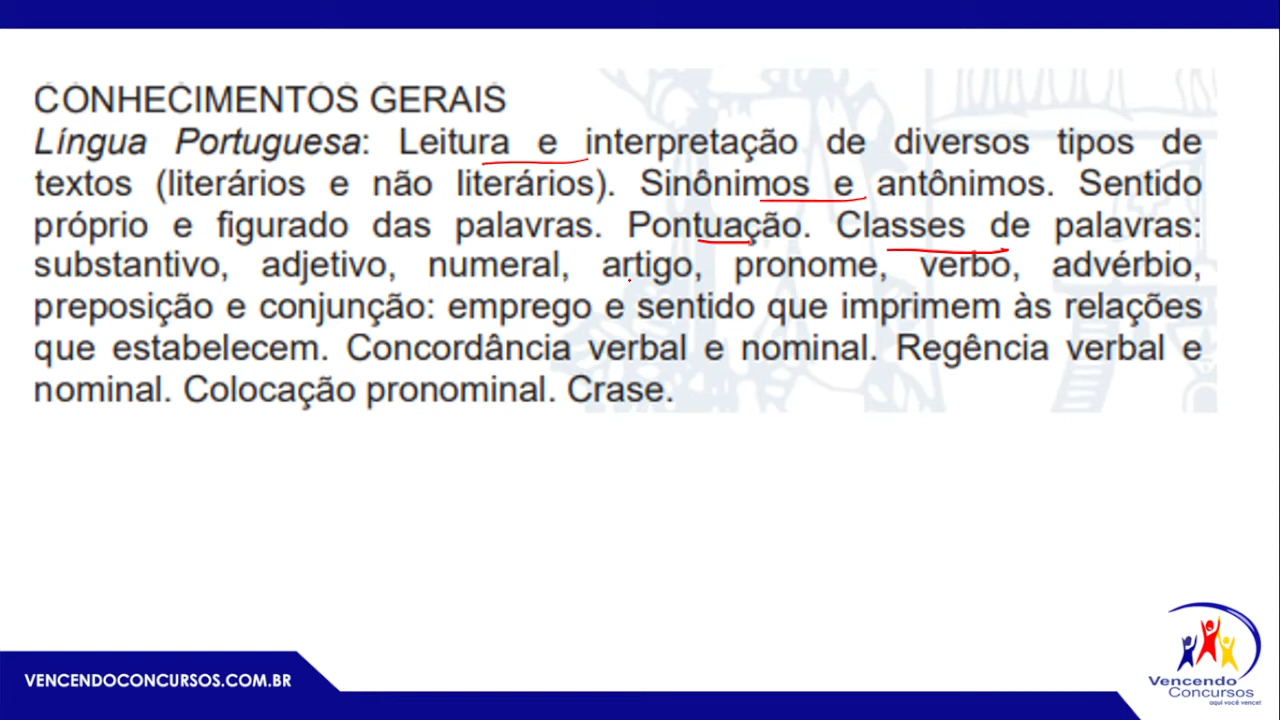 CONHECIMENTOS GERAIS
Língua Portuguesa: Leitura e interpretação de diversos tipos de
textos (literários e não literários). Sinônimos e antônimos. Sentido
próprio e figurado das palavras. Pontuação. Classes de palavras:
substantivo, adjetivo, numeral, artigo, pronome, verbo, advérbio,
preposição e conjunção: emprego e sentido que imprimem às relações
que estabelecem. Concordância verbal e nominal. Regência verbal e
nominal. Colocação pronominal. Crase.
VENCENDOCONCURSOS.COM.BR
Vencendo
Concursos
aqui você vence!